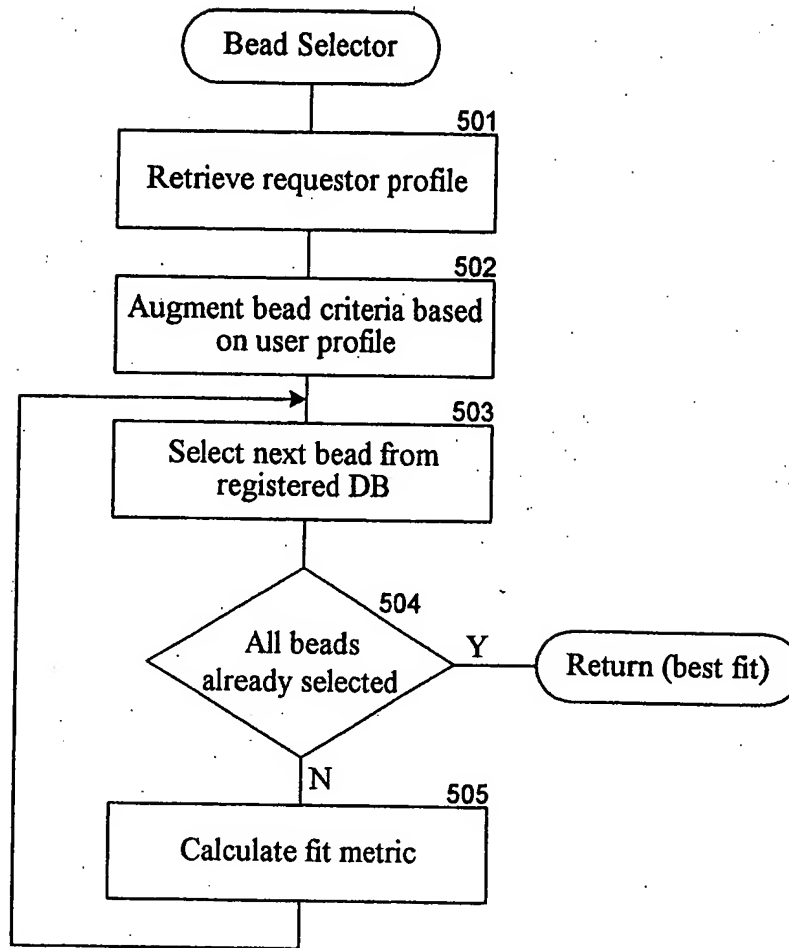 Bead Selector
501
Retrieve requestor profile
502
Augment bead criteria based
on user profile
503
Select next bead from
registered DB
504
All beads
already selected
Y
Return (best fit)
N
505
Calculate fit metric